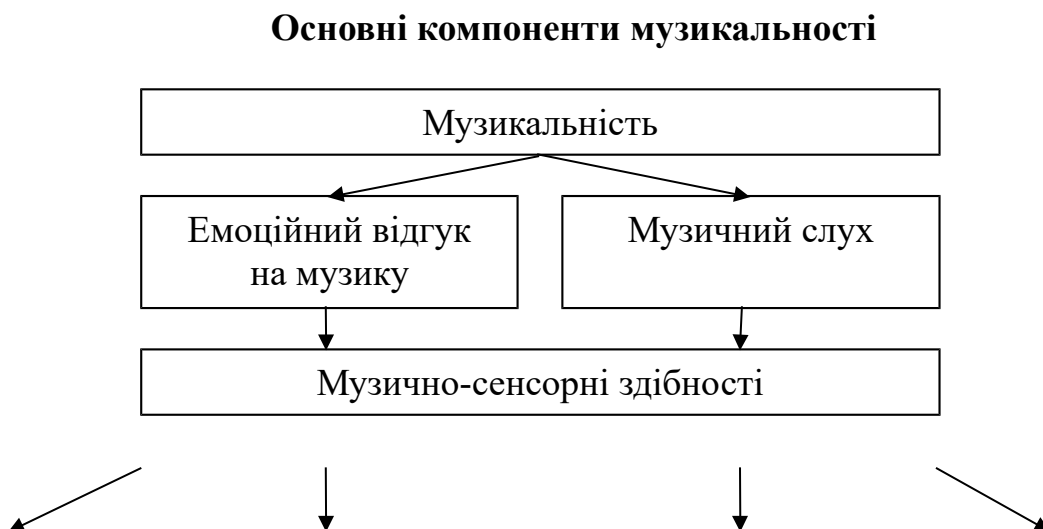 Основні компоненти музикальності
Музикальність
Емоційний відгук
на музику
Музичний слух
Музично-сенсорні здібності